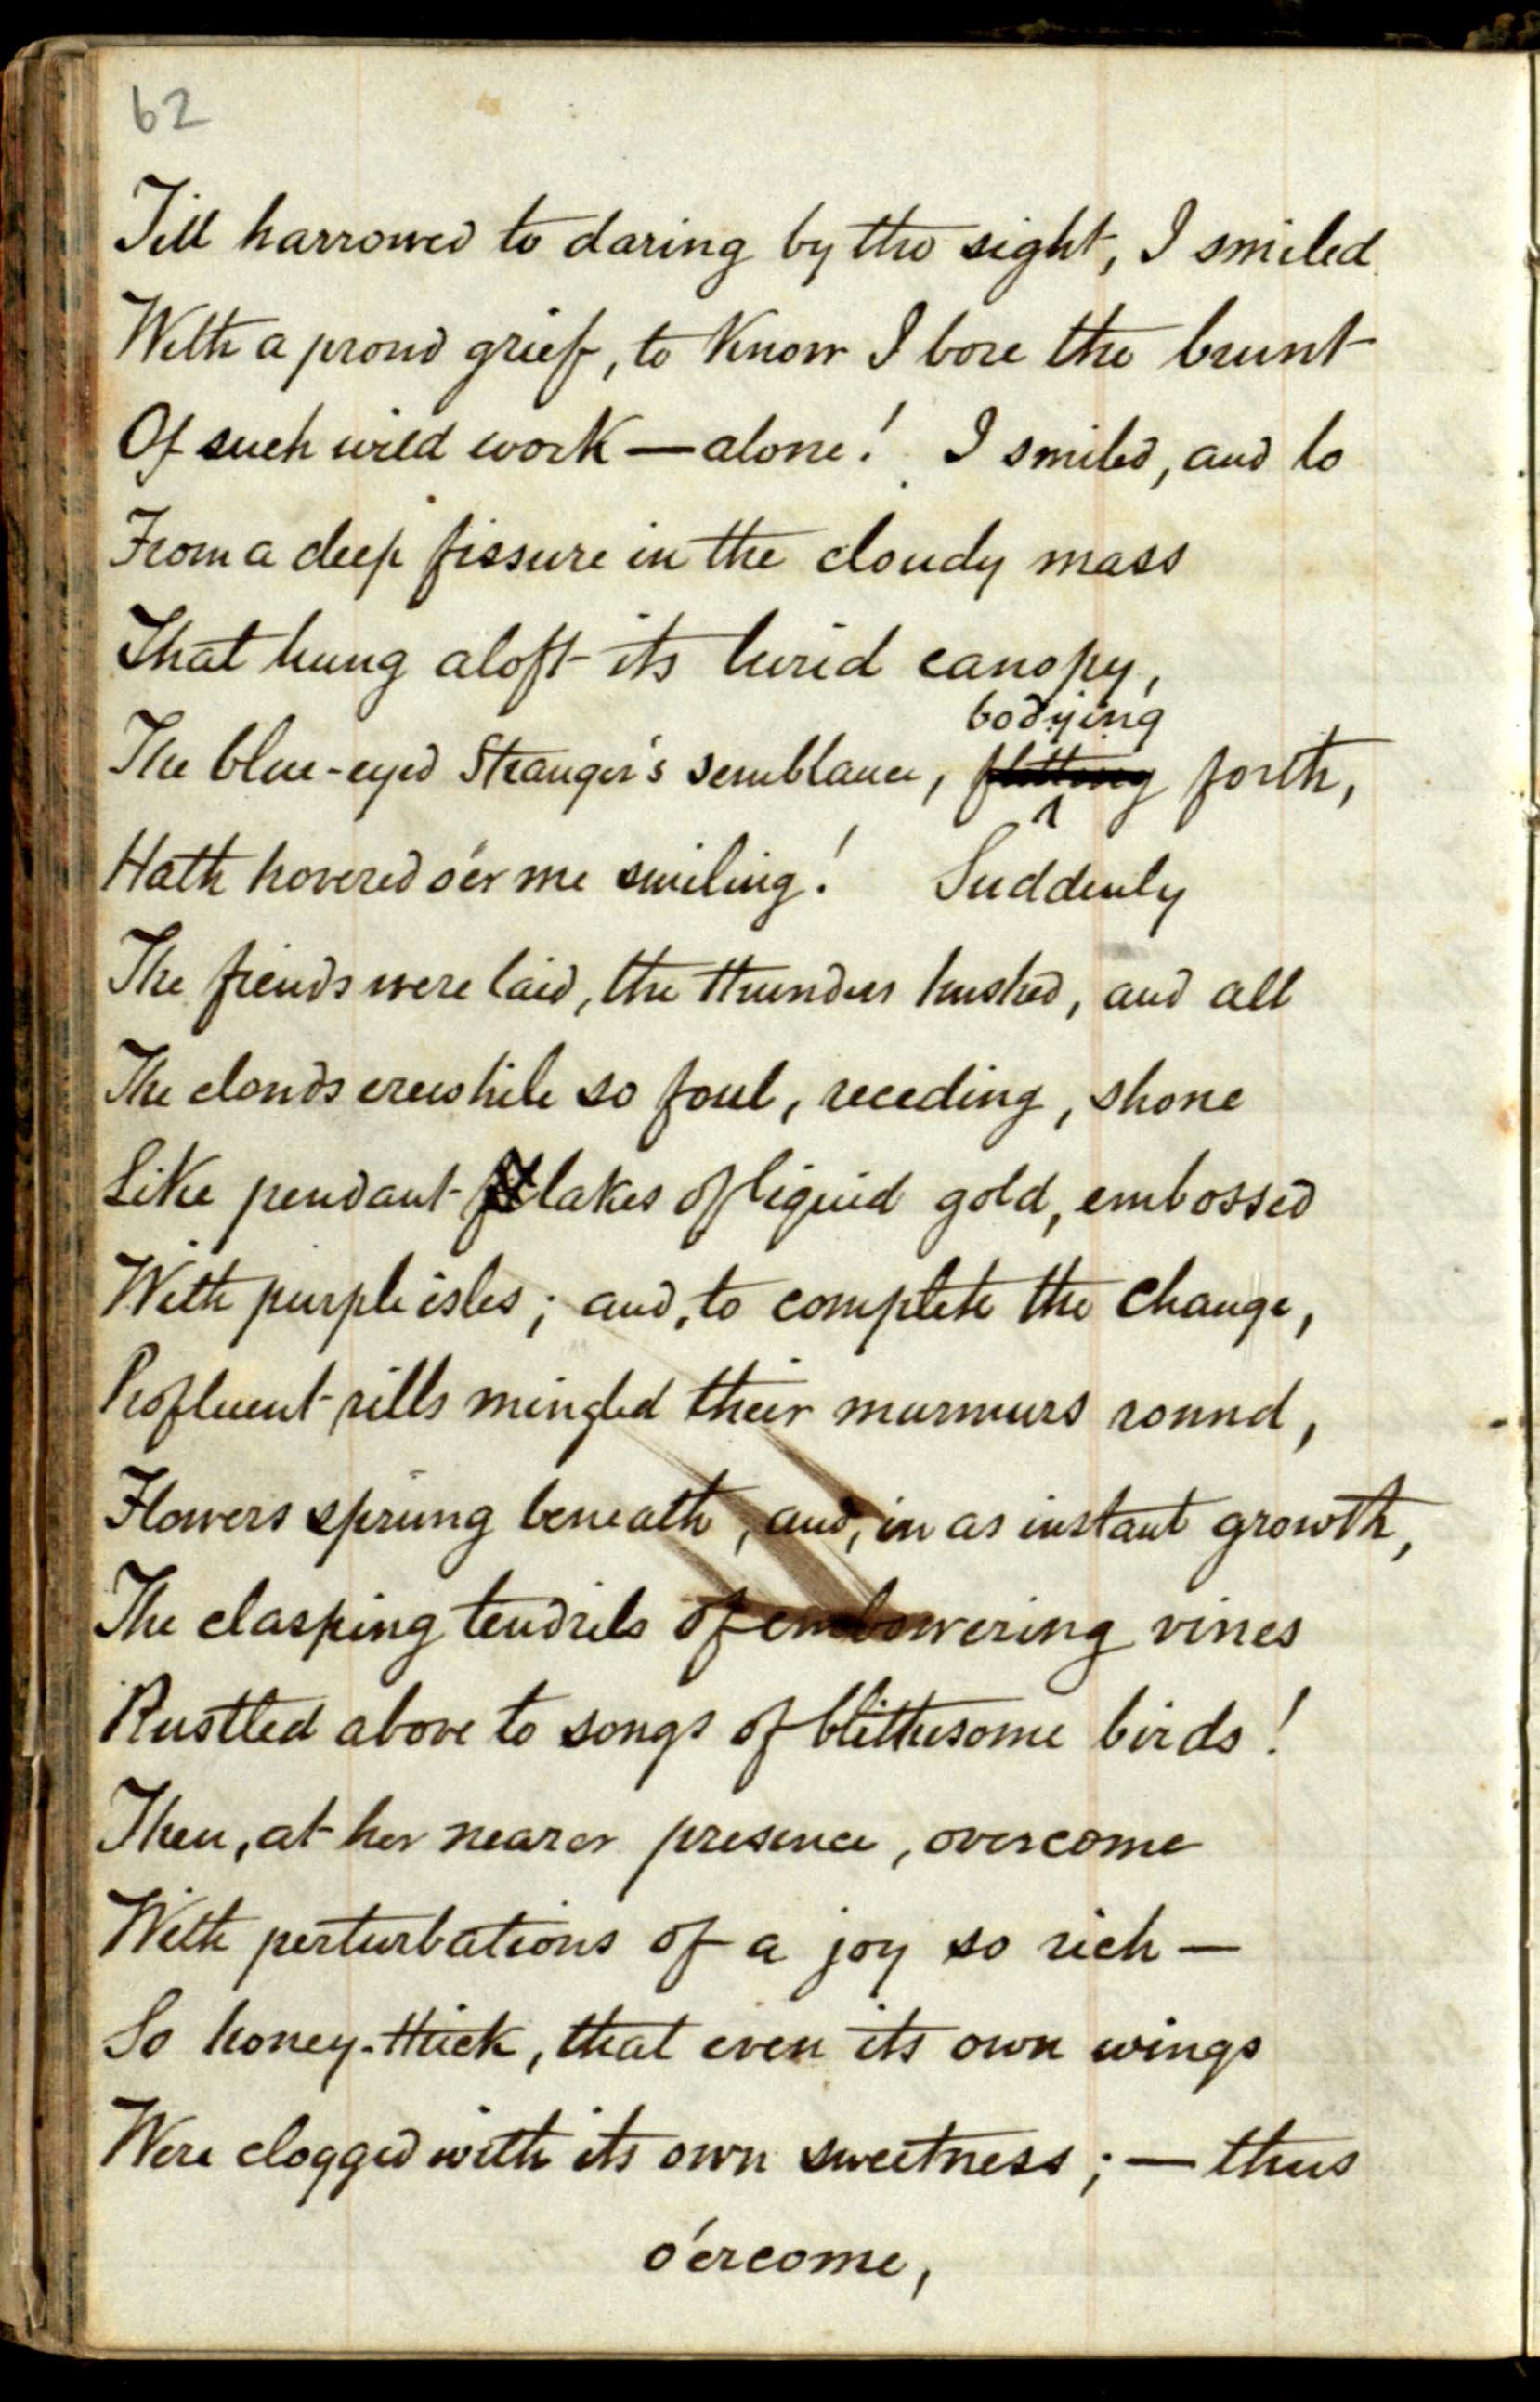 62
Till harrowed to daring by the sight, I smiled
With a proud grief, to know I bore the brunt
Of such wild work — alone! I smiled, and lo
From a deep fissure in the cloudy mass
That hung aloft its lurid canopy,
bodying
The blue-eyed Stranger's semblance, flitting forth,
Hath hovered o'er me smiling! Suddenly
The fiends were laid, the thunders hushed, and all
The clouds erewhile so foul, receding, shone
Like pendant lakes of liquid gold, embossed
With purple isles; and, to complete the change,
Profluent rills mingled their murmurs round,
Flowers sprung beneath, and, in as instant growth,
The clasping tendrils of embowering vines
Rustled above to songs of blithesome birds!
Then, at her nearer presence, overcome
With perturbations of a joy so rich —
So honey-thick, that even its own wings
Were clogged with its own sweetness; — thus
o'ercome,